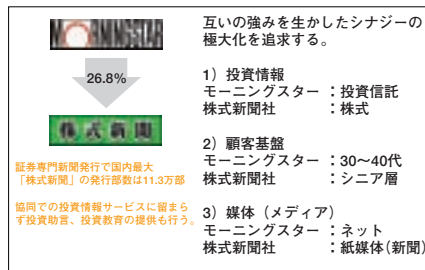 MORNINGSTAR
26.8%
株式新聞
証券専門新聞発行で国内最大
「株式新聞」の発行部数は11.3万部
協同での投資情報サービスに留まら
ず投資助言、投資教育の提供も行う。
互いの強みを生かしたシナジーの
極大化を追求する。
1）投資情報
モーニングスター ：投資信託
株式新聞社 ：株式
2）顧客基盤
モーニングスター ：30〜40代
株式新聞社 ：シニア層
3）媒体（メディア）
モーニングスター ：ネット
株式新聞社 ：紙媒体(新聞)